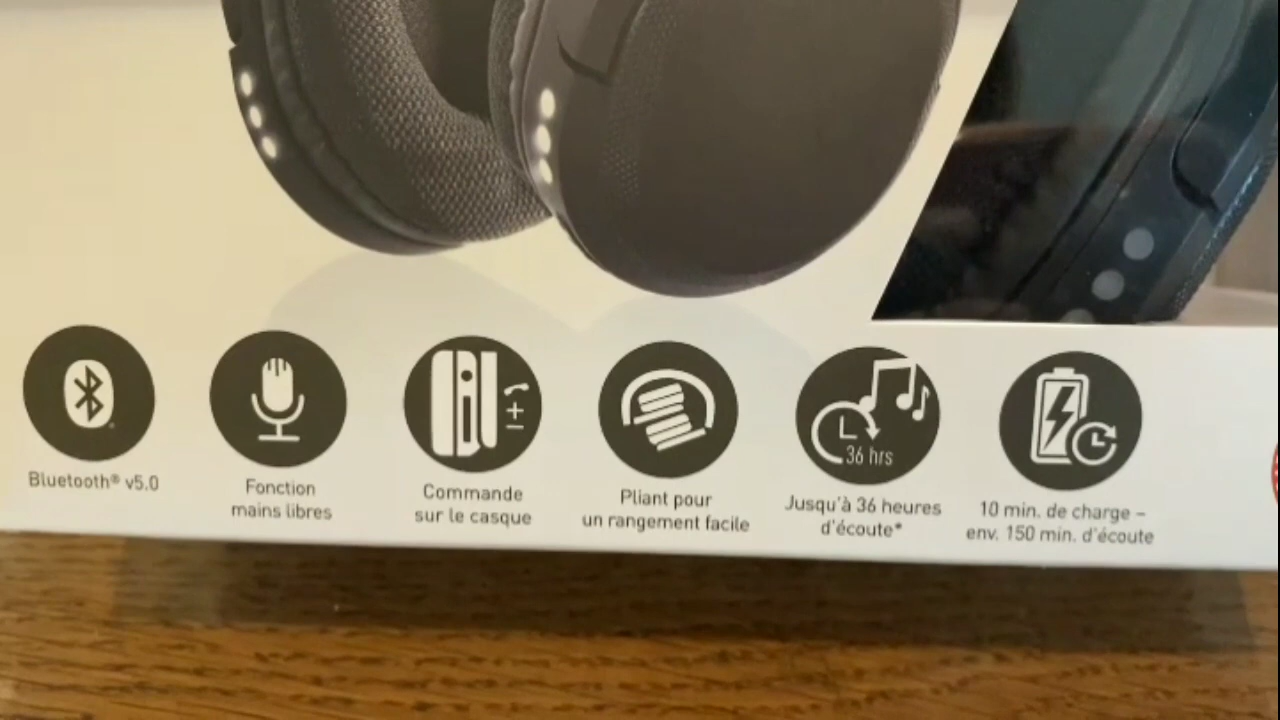 36 hrs
Bluetooth® v5.0
Fonction
mains libres
Commande
sur le casque
Pliant pour
un rangement facile
Jusqu'à 36 heures
d'écoute*
10 min. de charge –
env. 150 min. d'écoute